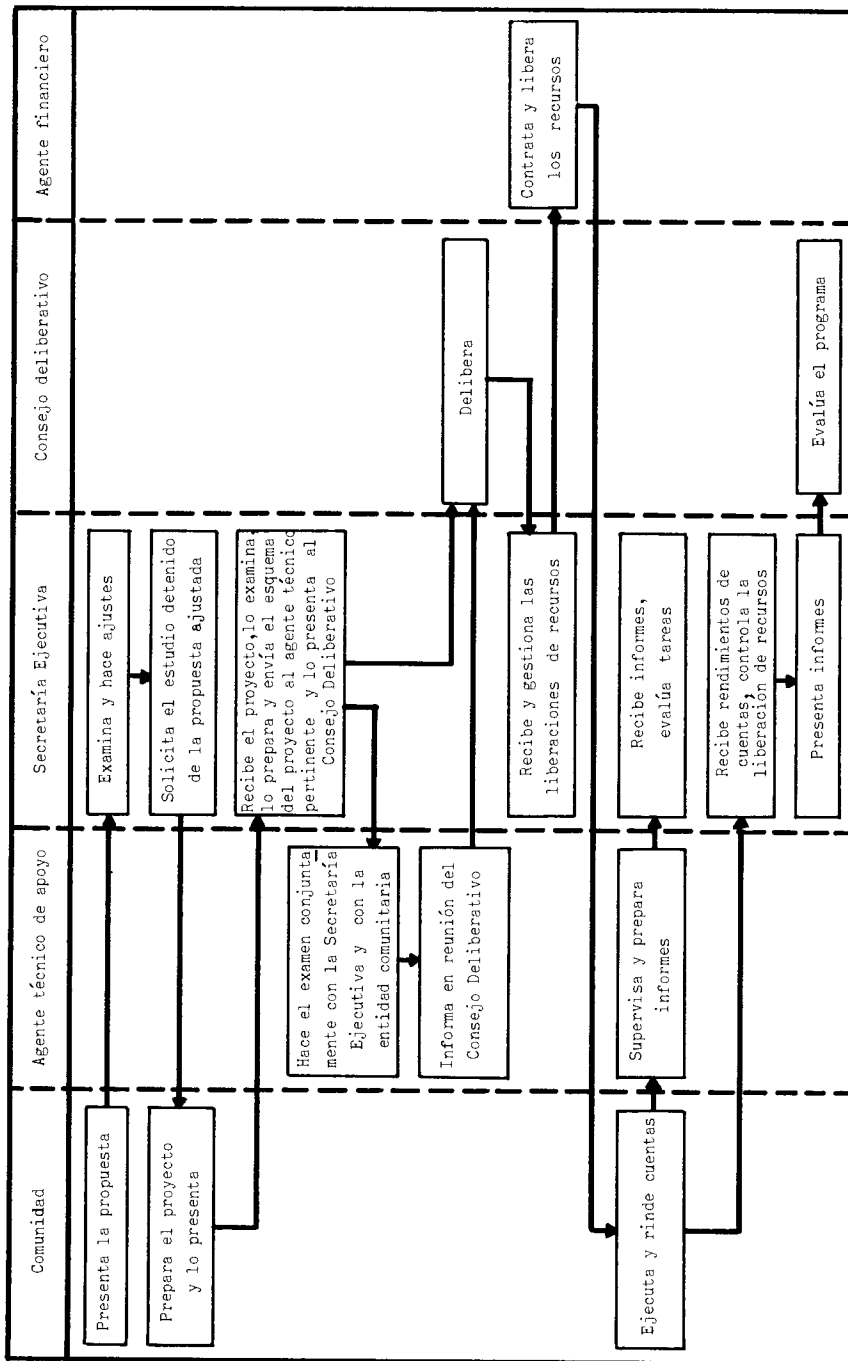 Comunidad
Agente técnico de apoyo
Secretaría Ejecutiva
Consejo deliberativo
Agente financiero
Presenta la propuesta
Examina y hace ajustes
Solicita el estudio detenido
de la propuesta ajustada
Prepara el proyecto
y lo presenta
Recibe el proyecto,lo examina,
lo prepara y envía el esquema
del proyecto al agente técnico
pertinente y lo presenta al
Consejo Deliberativo
Hace el examen conjunta
mente con la Secretaría
Ejecutiva y con la
entidad comunitaria
Informa en reunión del
Consejo Deliberativo
Delibera
Recibe y gestiona las
liberaciones de recursos
Contrata y libera
los recursos
Ejecuta y rinde cuentas
Supervisa y prepara
informes
Recibe informes,
evalúa tareas
Recibe rendimientos de
cuentas, controla la
liberación de recursos
Presenta informes
Evalúa el programa